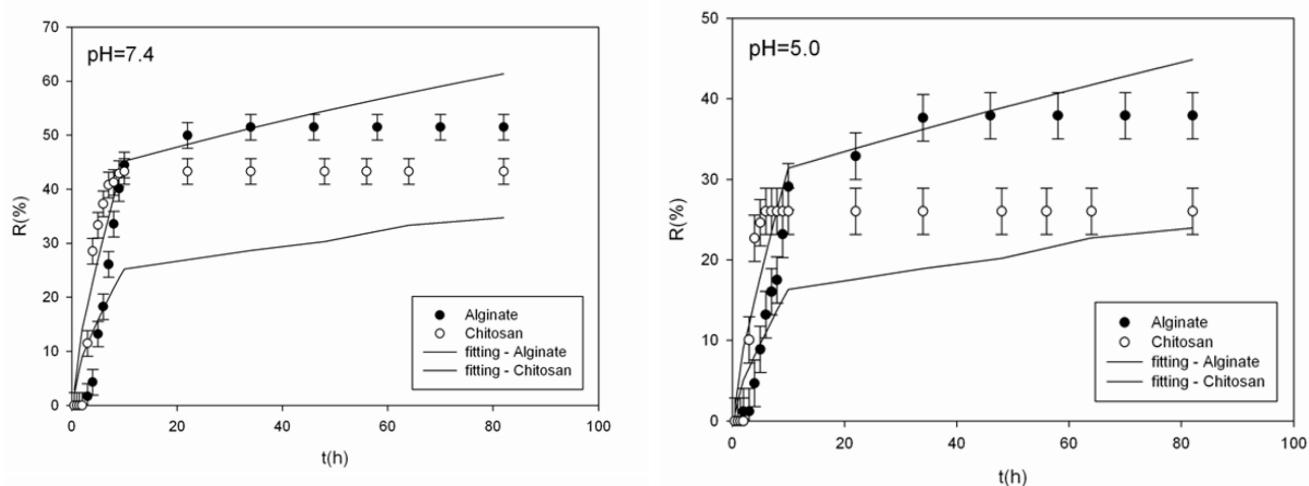 pH=7.4
R(%)
70
60
50
40
30
20
10
0
Alginate
Chitosan
fitting - Alginate
fitting - Chitosan
0 20 40 60 80 100
t(h)
pH=5.0
R(%)
50
40
30
20
10
0
Alginate
Chitosan
fitting - Alginate
fitting - Chitosan
0 20 40 60 80 100
t(h)